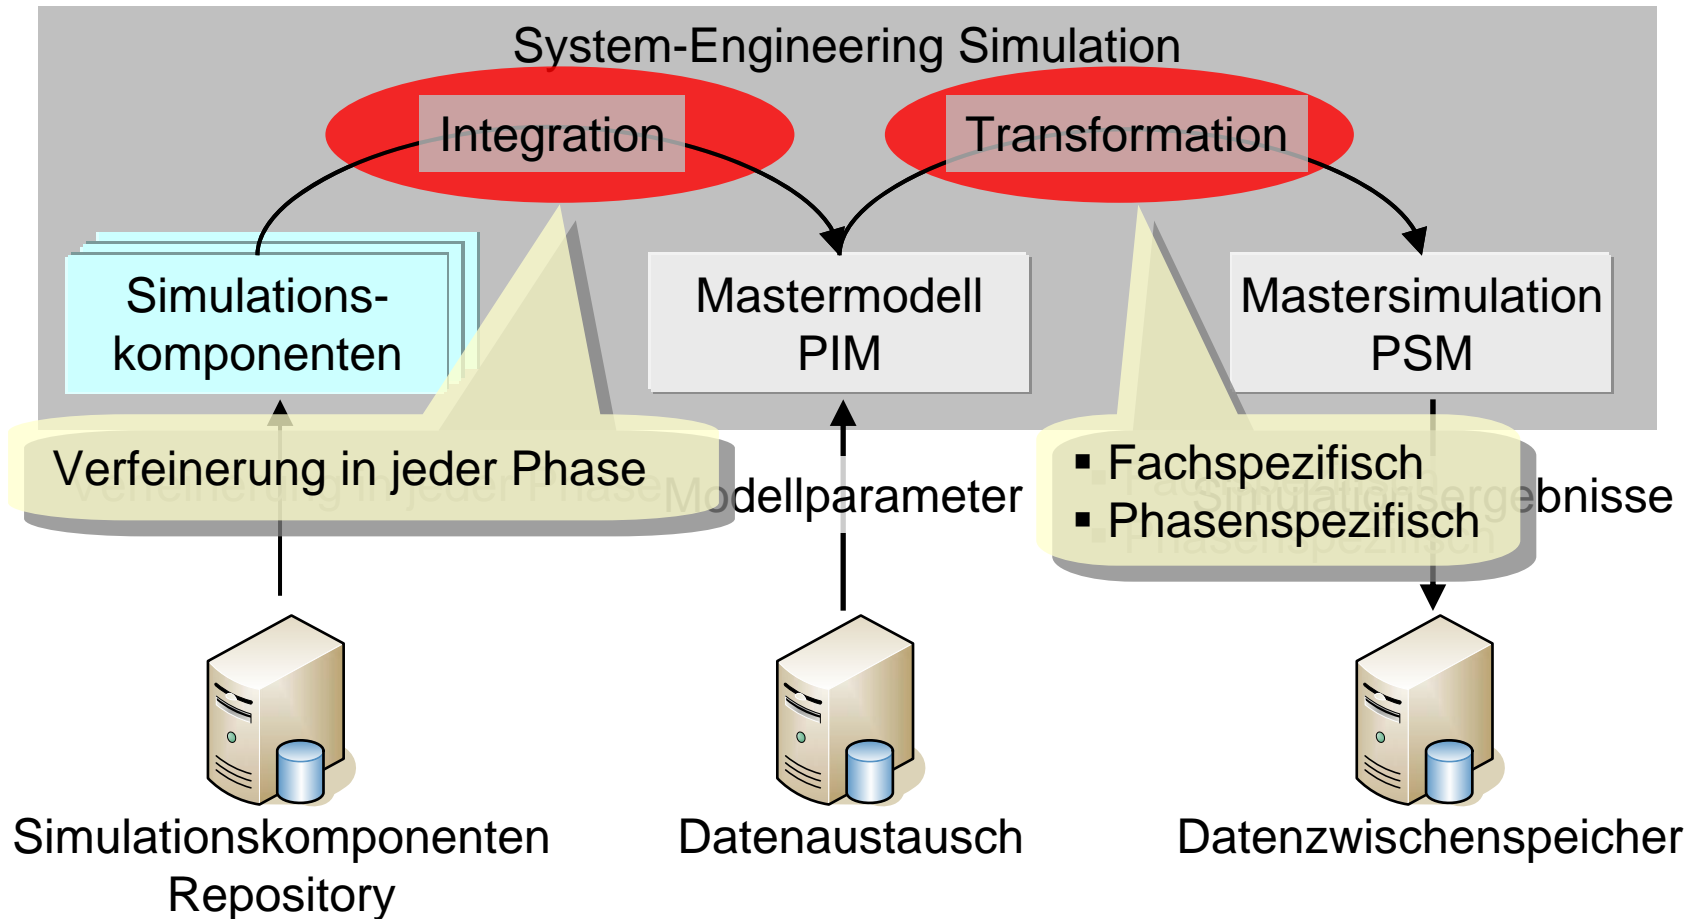 System-Engineering Simulation
Integration
Transformation
Simulations-
komponenten
Mastermodell
PIM
Mastersimulation
PSM
Verfeinerung in jeder Phase
Modellparameter
▪ Fachspezifisch
▪ Phasenspezifisch
Simulationsergebnisse
Simulationskomponenten
Repository
Datenaustausch
Datenzwischenspeicher